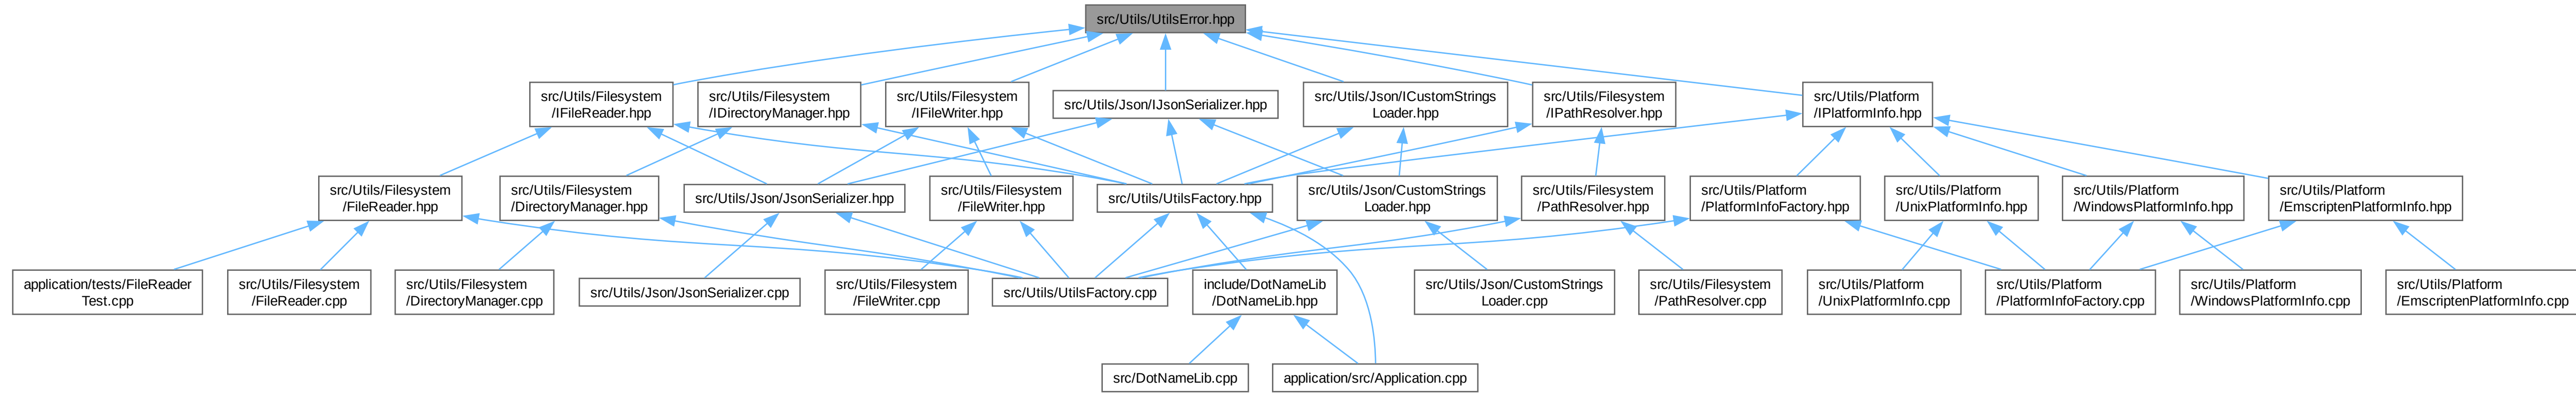 src/Utils/UtilsError.hpp
src/Utils/Filesystem
/IFileReader.hpp
src/Utils/Filesystem
/IDirectoryManager.hpp
src/Utils/Filesystem
/IFileWriter.hpp
src/Utils/Json/IJsonSerializer.hpp
src/Utils/Json/ICustomStrings
Loader.hpp
src/Utils/Filesystem
/IPathResolver.hpp
src/Utils/Platform
/IPlatformInfo.hpp
src/Utils/Filesystem
/FileReader.hpp
src/Utils/Filesystem
/DirectoryManager.hpp
src/Utils/Json/JsonSerializer.hpp
src/Utils/Filesystem
/FileWriter.hpp
src/Utils/UtilsFactory.hpp
src/Utils/Json/CustomStrings
Loader.hpp
src/Utils/Filesystem
/PathResolver.hpp
src/Utils/Platform
/PlatformInfoFactory.hpp
src/Utils/Platform
/UnixPlatformInfo.hpp
src/Utils/Platform
/WindowsPlatformInfo.hpp
src/Utils/Platform
/EmscriptenPlatformInfo.hpp
application/tests/FileReader
Test.cpp
src/Utils/Filesystem
/FileReader.cpp
src/Utils/Filesystem
/DirectoryManager.cpp
src/Utils/Json/JsonSerializer.cpp
src/Utils/Filesystem
/FileWriter.cpp
src/Utils/UtilsFactory.cpp
include/DotNameLib
/DotNameLib.hpp
src/Utils/Json/CustomStrings
Loader.cpp
src/Utils/Filesystem
/PathResolver.cpp
src/Utils/Platform
/UnixPlatformInfo.cpp
src/Utils/Platform
/PlatformInfoFactory.cpp
src/Utils/Platform
/WindowsPlatformInfo.cpp
src/Utils/Platform
/EmscriptenPlatformInfo.cpp
src/DotNameLib.cpp
application/src/Application.cpp